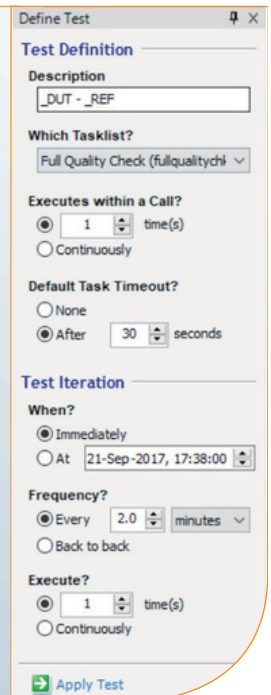 Define Test
Test Definition
Description
_DUT - _REF
Which Tasklist?
Full Quality Check (fullqualitychl
Executes within a Call?
1 time(s)
Continuously
Default Task Timeout?
None
After 30 seconds
Test Iteration
When?
Immediately
At 21-Sep-2017, 17:38:00
Frequency?
Every 2.0 minutes
Back to back
Execute?
1 time(s)
Continuously
Apply Test